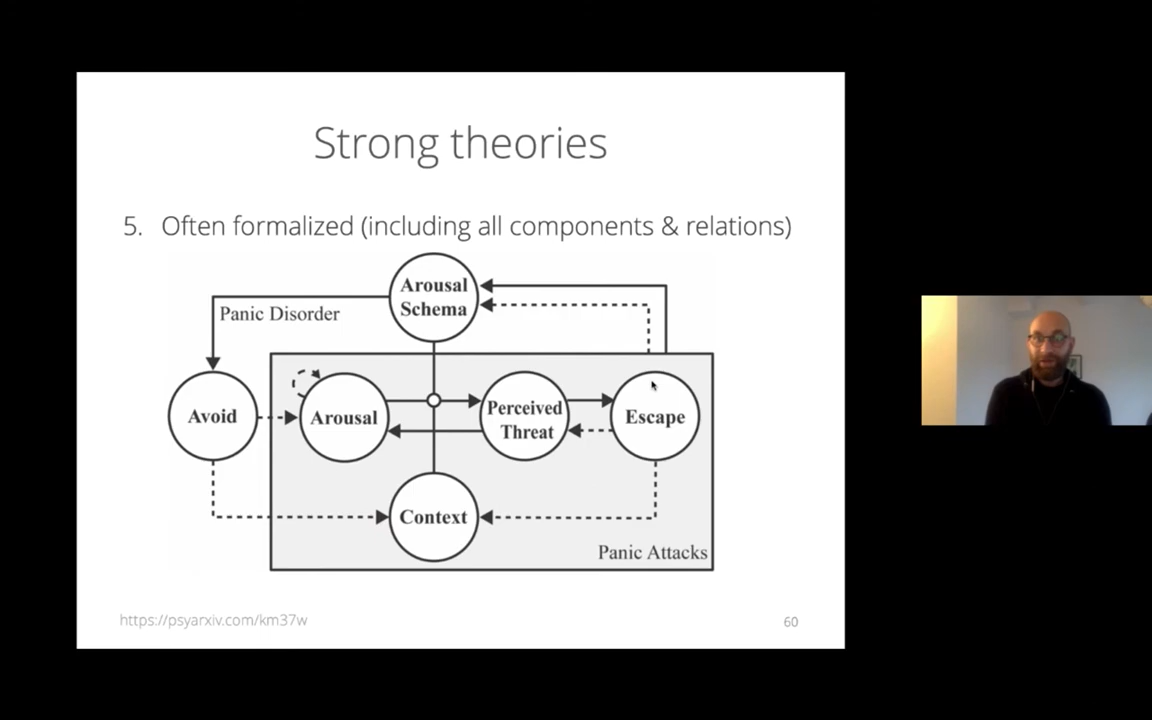 Strong theories
5. Often formalized (including all components & relations)
Arousal
Schema
Panic Disorder
Avoid
Arousal
Perceived
Threat
Escape
Context
Panic Attacks
https://psyarxiv.com/km37w
60